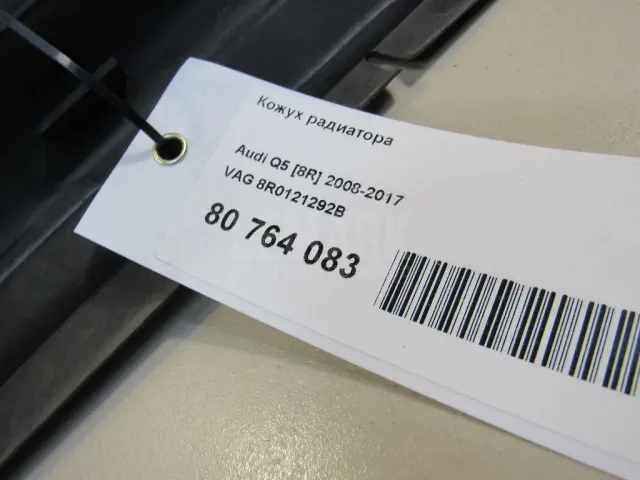 Кожух радиатора
Audi Q5 [8R] 2008-2017
VAG 8R0121292B
80 764 083